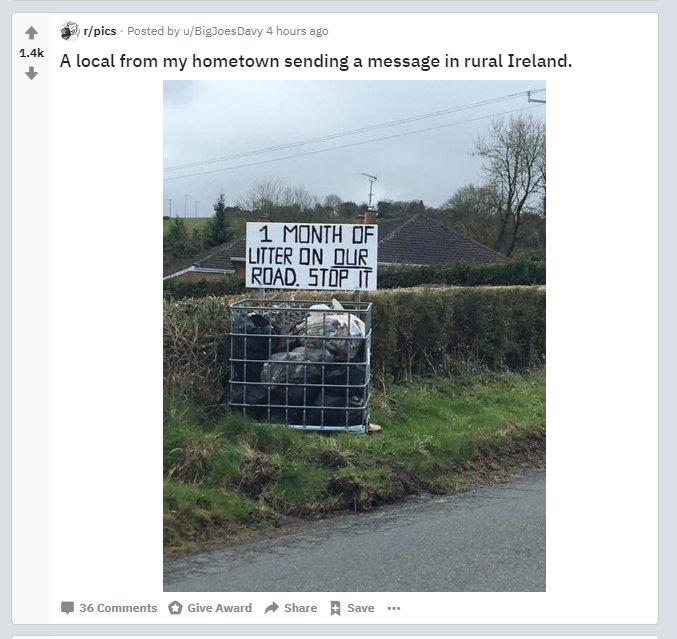 r/pics · Posted by u/BigJoesDavy 4 hours ago
1.4k
A local from my hometown sending a message in rural Ireland.
1 MONTH OF
LITTER ON OUR
ROAD. STOP IT
36 Comments Give Award Share Save ...